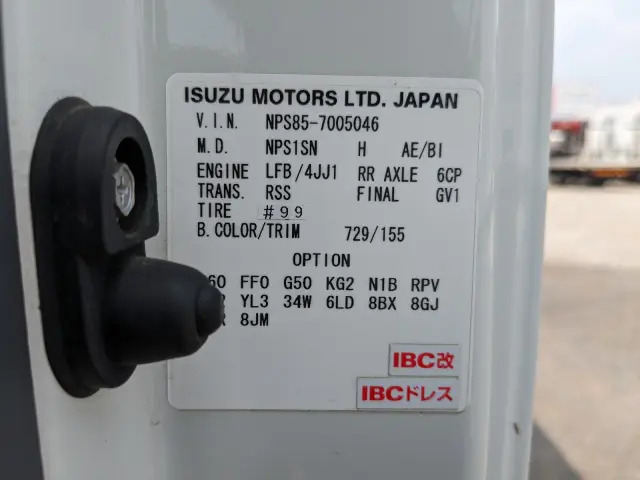 ISUZU MOTORS LTD. JAPAN
V.I.N. NPS85-7005046
M.D. NPS1SN H AE/BI
ENGINE LFB/4JJ1 RR AXLE 6CP
TRANS. RSS FINAL GV1
TIRE #99
B.COLOR/TRIM 729/155
OPTION
FF0 G50 KG2 N1B RPV
YL3 34W 6LD 8BX 8GJ
8JM
IBC改
IBCドレス